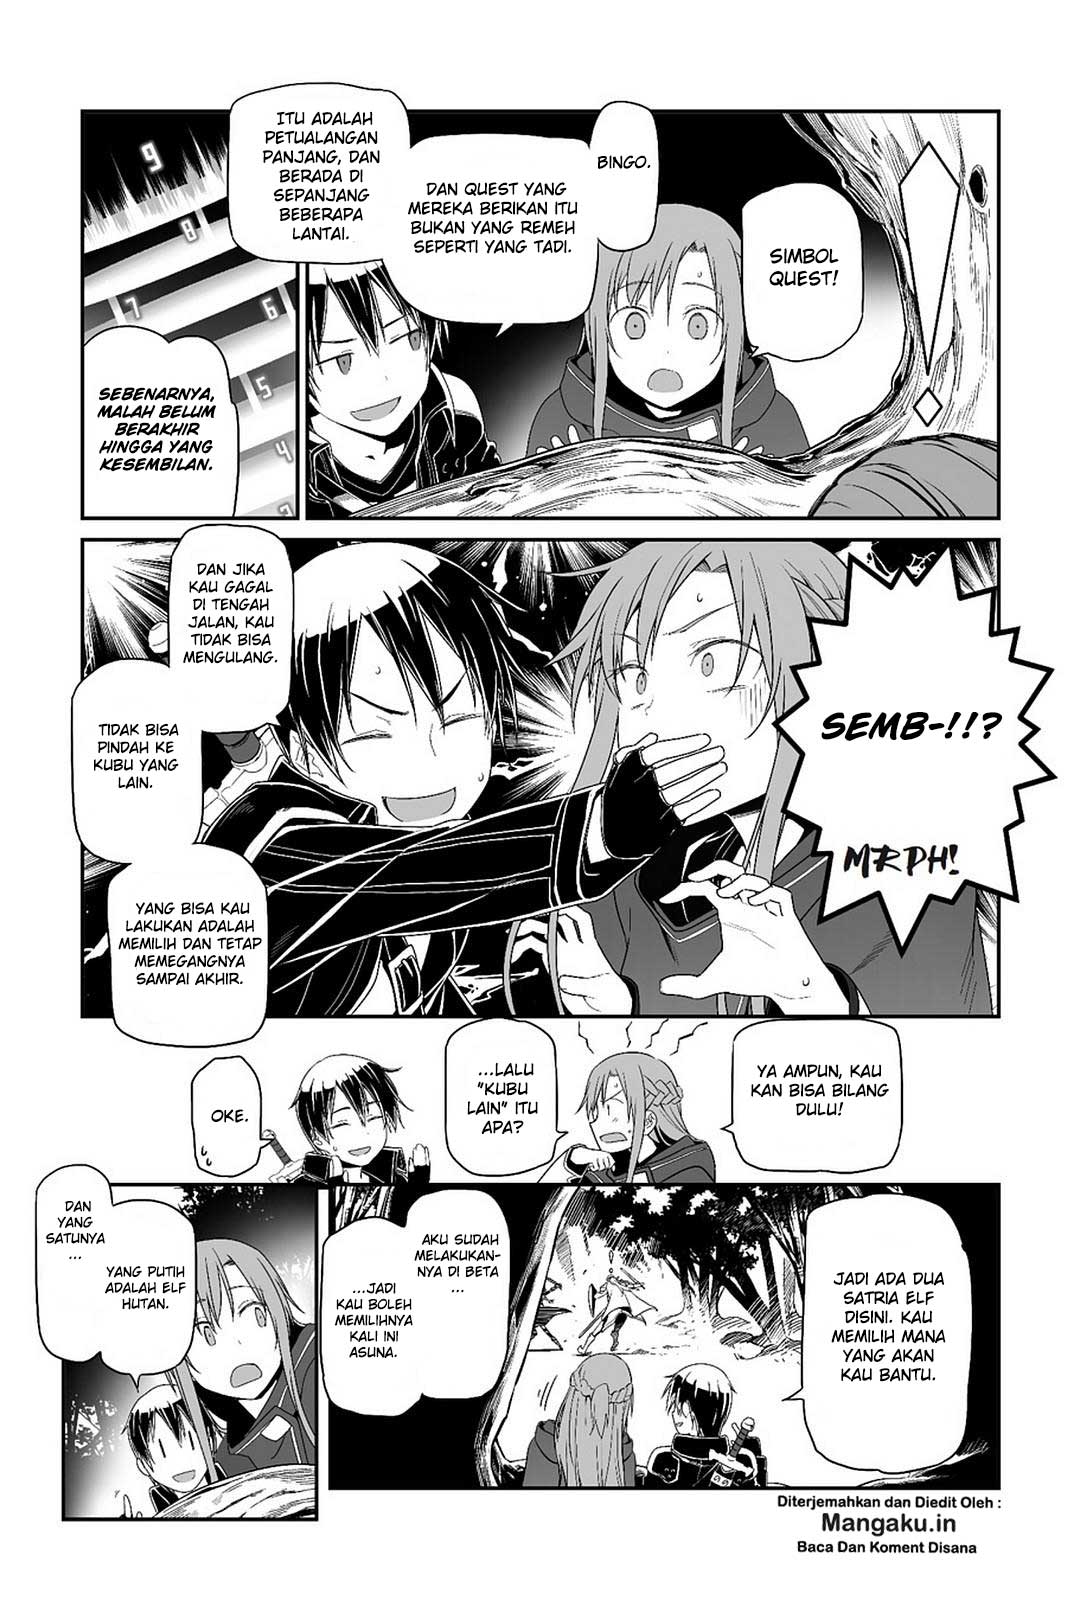 SIMBOL
QUEST!
BINGO.
DAN QUEST YANG
MEREKA BERIKAN ITU
BUKAN YANG REMEH
SEPERTI YANG TADI.
ITU ADALAH
PETUALANGAN
PANJANG, DAN
BERADA DI
SEPANJANG
BEBERAPA
LANTAI.
9
8
7
6
5
4
SEBENARNYA,
MALAH BELUM
BERAKHIR
HINGGA YANG
KESEMBILAN.
SEMB-!!?
MRPH!
DAN JIKA
KAU GAGAL
DI TENGAH
JALAN, KAU
TIDAK BISA
MENGULANG.
TIDAK BISA
PINDAH KE
KUBU YANG
LAIN.
YANG BISA KAU
LAKUKAN ADALAH
MEMILIH DAN TETAP
MEMEGANGNYA
SAMPAI AKHIR.
YA AMPUN, KAU
KAN BISA BILANG
DULU!
...LALU
"KUBU
LAIN" ITU
APA?
OKE.
JADI ADA DUA
SATRIA ELF
DISINI. KAU
MEMILIH MANA
YANG AKAN
KAU BANTU.
AKU SUDAH
MELAKUKAN-
NYA DI BETA
...
...JADI
KAU BOLEH
MEMILIHNYA
KALI INI
ASUNA.
YANG PUTIH
ADALAH ELF
HUTAN.
DAN
YANG
SATUNYA
...
Diterjemahkan dan Diedit Oleh :
Mangaku.in
Baca Dan Koment Disana